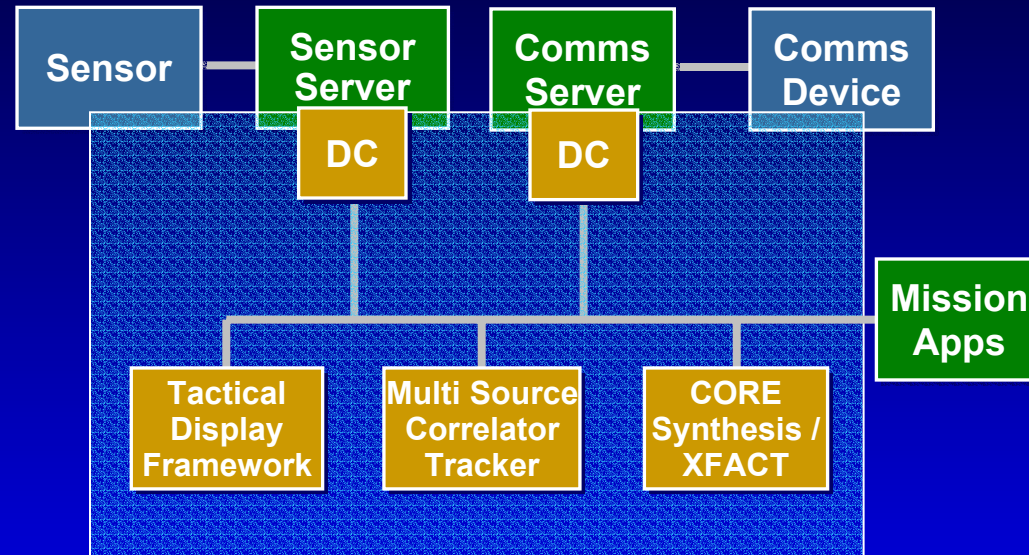 Sensor
Sensor
Server
Comms
Server
Comms
Device
DC
DC
Mission
Apps
Tactical
Display
Framework
Multi Source
Correlator
Tracker
CORE
Synthesis /
XFACT